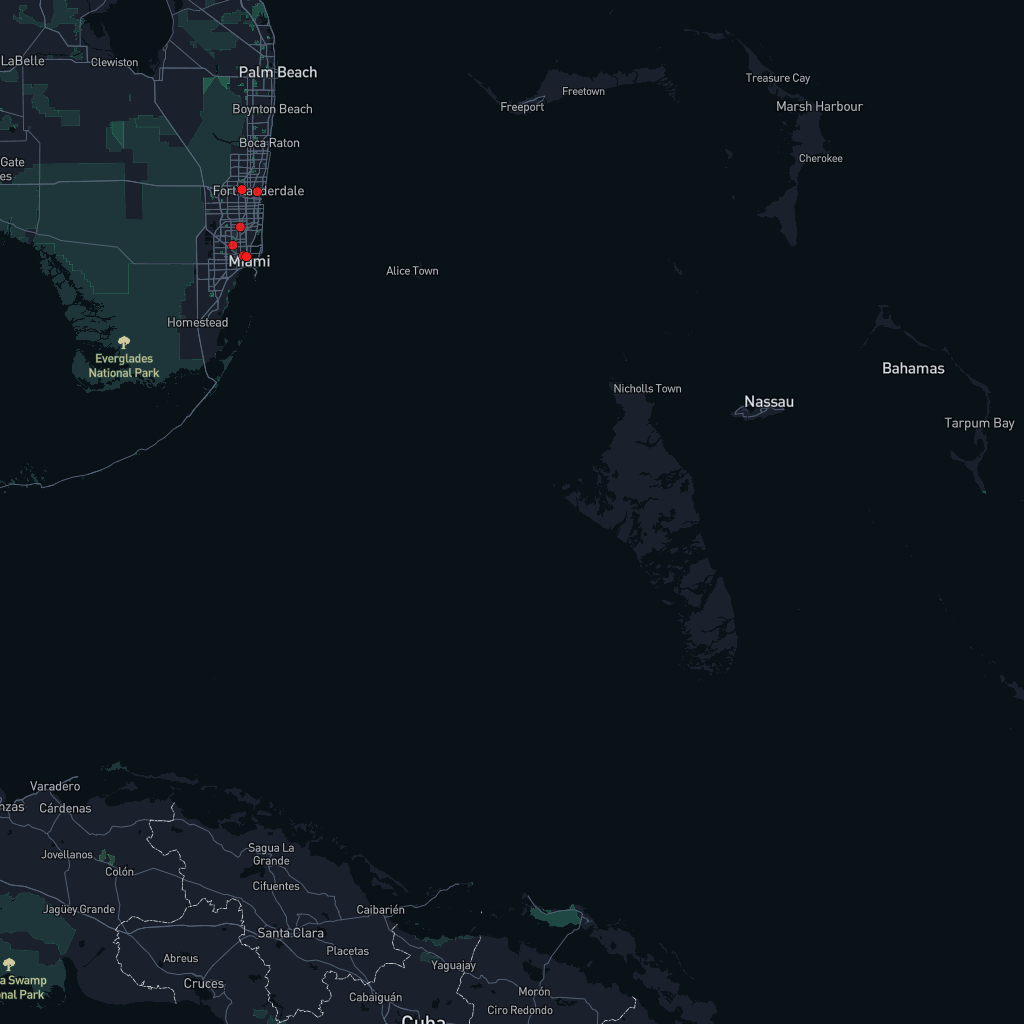 LaBelle
Clewiston
Palm Beach
Treasure Cay
Freetown
Freeport
Marsh Harbour
Boynton Beach
Boca Raton
Gate
es
Cherokee
Fort Lauderdale
Miami
Alice Town
Homestead
Everglades
National Park
Bahamas
Nicholls Town
Nassau
Tarpum Bay
Varadero
nzas
Cárdenas
Jovellanos
Colón
Sagua La
Grande
Cifuentes
Jagüey Grande
Caibarién
Santa Clara
Placetas
Abreus
Yaguajay
a Swamp
nal Park
Cruces
Cabaiguán
Morón
Ciro Redondo
Cuba